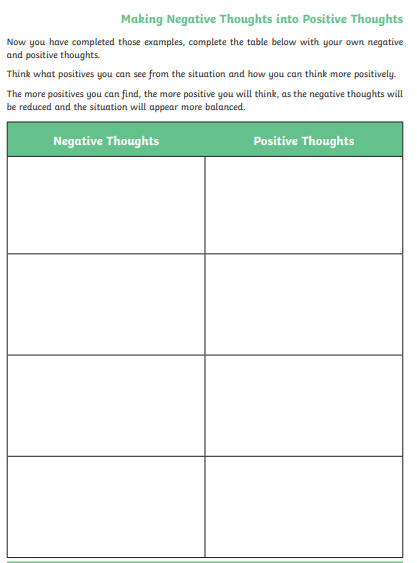 Making Negative Thoughts into Positive Thoughts
Now you have completed those examples, complete the table below with your own negative
and positive thoughts.
Think what positives you can see from the situation and how you can think more positively.
The more positives you can find, the more positive you will think, as the negative thoughts will
be reduced and the situation will appear more balanced.
Negative Thoughts
Positive Thoughts